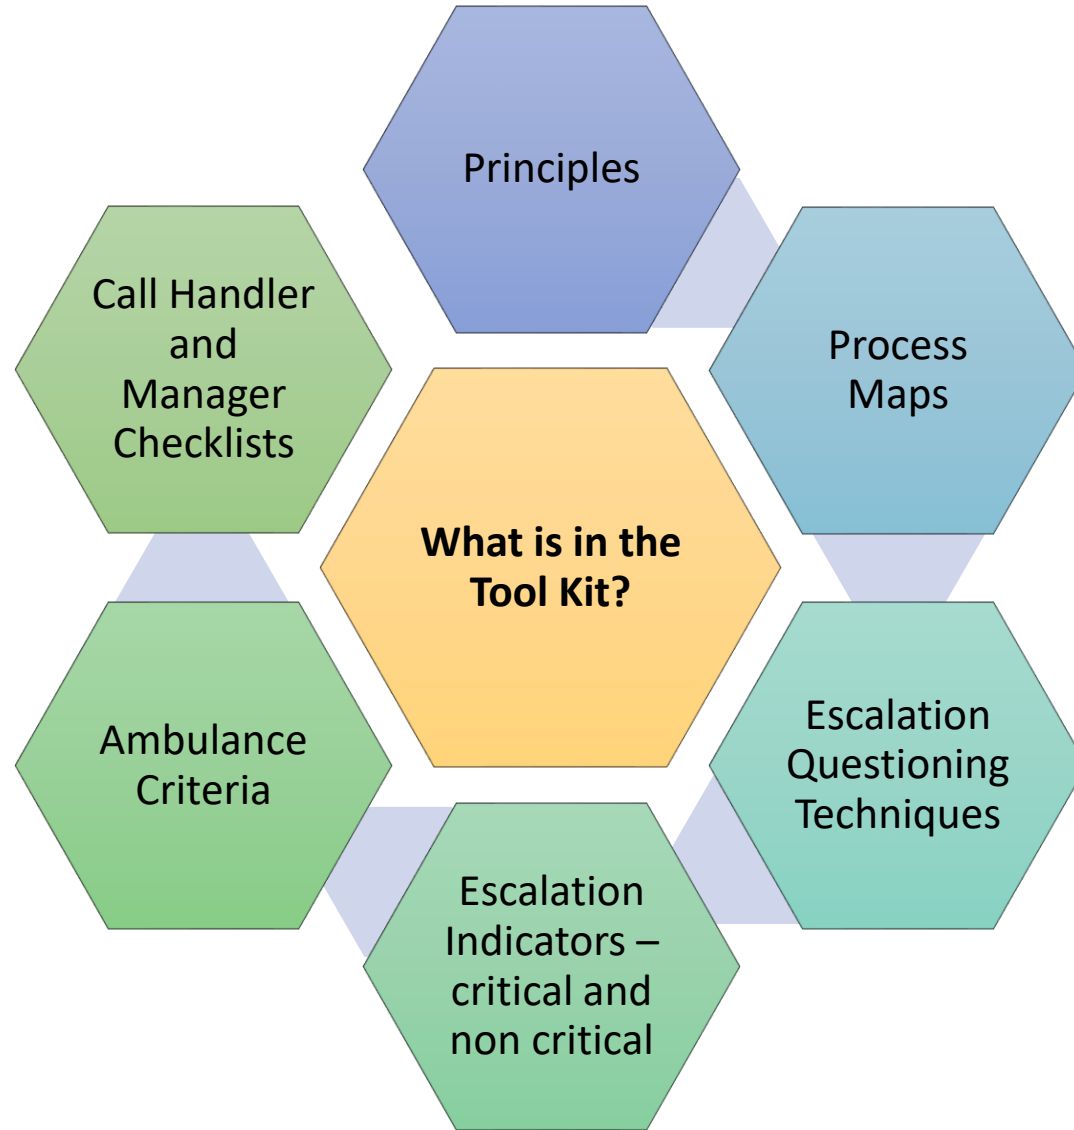 Principles
Process
Maps
Escalation
Questioning
Techniques
Escalation
Indicators –
critical and
non critical
Ambulance
Criteria
Call Handler
and
Manager
Checklists
What is in the
Tool Kit?